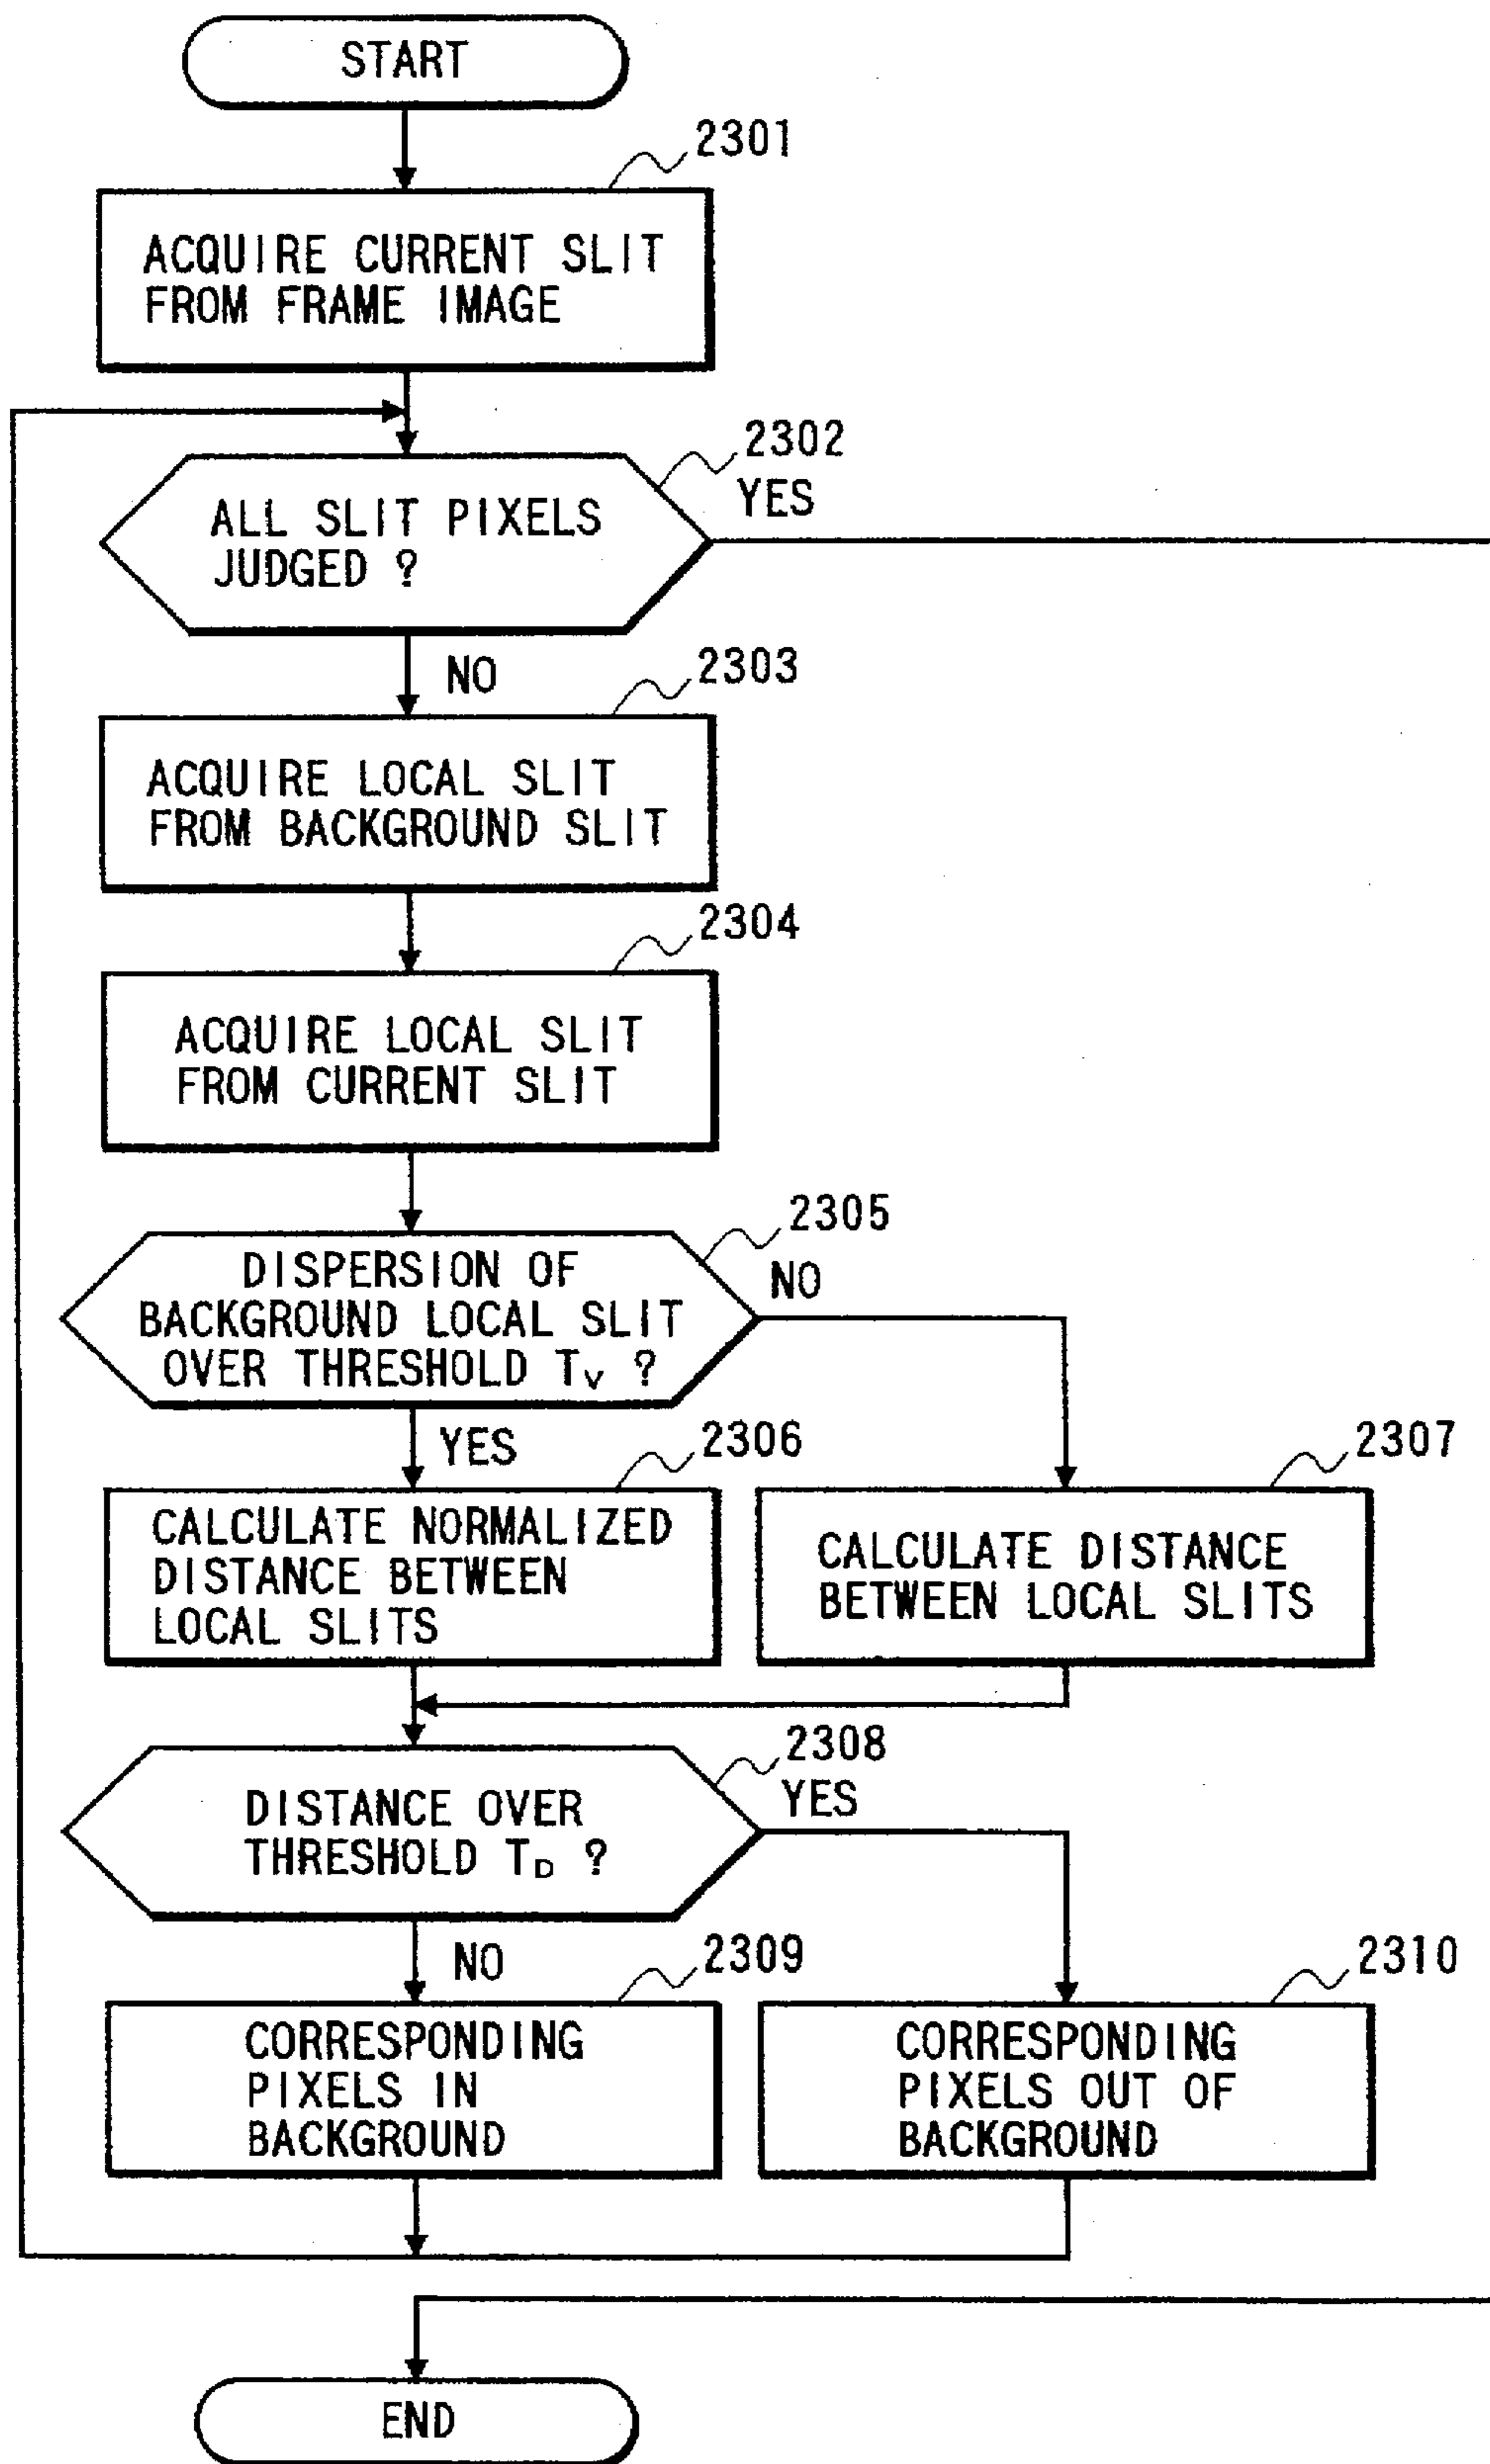 START
2301
ACQUIRE CURRENT SLIT
FROM FRAME IMAGE
2302
YES
ALL SLIT PIXELS
JUDGED ?
NO
2303
ACQUIRE LOCAL SLIT
FROM BACKGROUND SLIT
2304
ACQUIRE LOCAL SLIT
FROM CURRENT SLIT
2305
NO
DISPERSION OF
BACKGROUND LOCAL SLIT
OVER THRESHOLD TV ?
YES
2306
CALCULATE NORMALIZED
DISTANCE BETWEEN
LOCAL SLITS
2307
CALCULATE DISTANCE
BETWEEN LOCAL SLITS
2308
YES
DISTANCE OVER
THRESHOLD TD ?
NO
2309
CORRESPONDING
PIXELS IN
BACKGROUND
2310
CORRESPONDING
PIXELS OUT OF
BACKGROUND
END